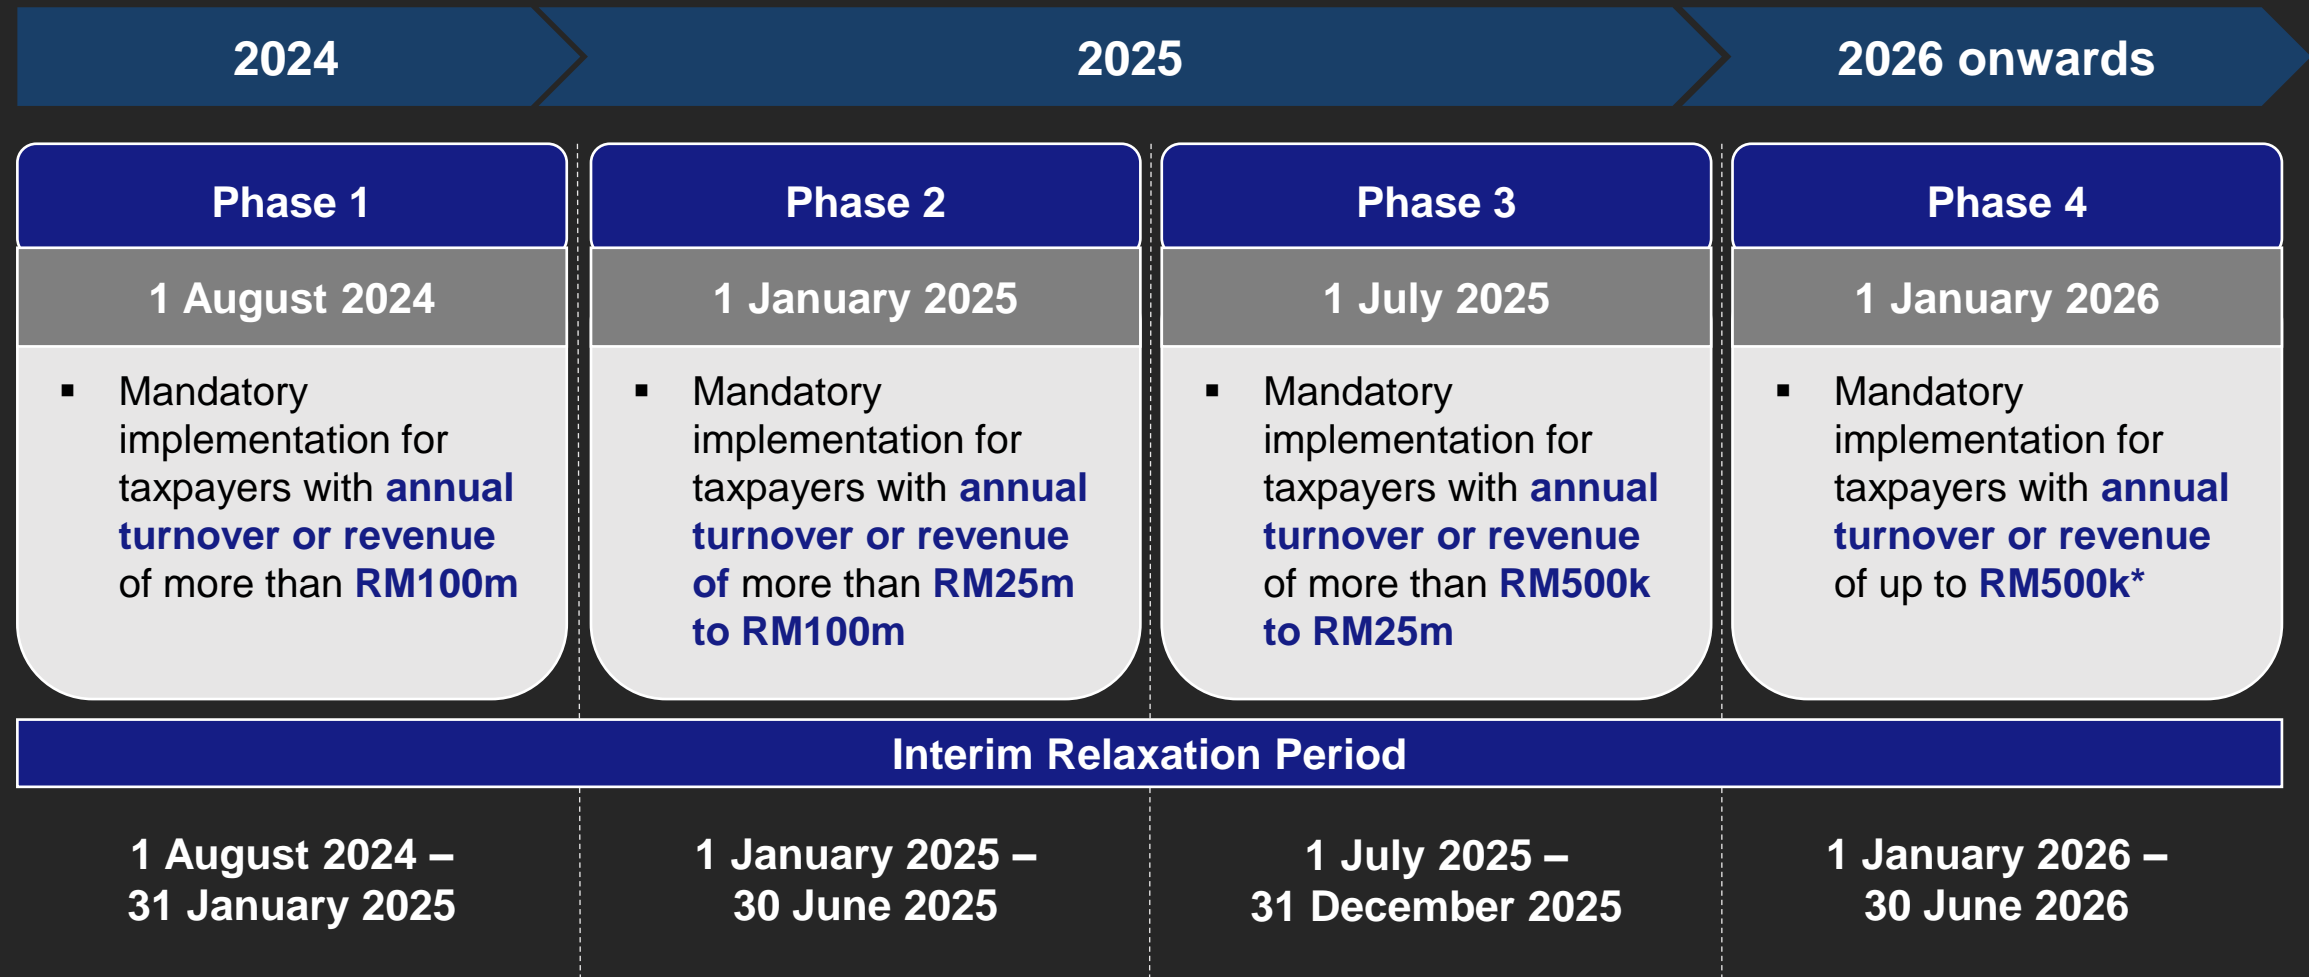 2024
2025
2026 onwards
Phase 1
1 August 2024
▪ Mandatory
implementation for
taxpayers with annual
turnover or revenue
of more than RM100m
Phase 2
1 January 2025
▪ Mandatory
implementation for
taxpayers with annual
turnover or revenue
of more than RM25m
to RM100m
Phase 3
1 July 2025
▪ Mandatory
implementation for
taxpayers with annual
turnover or revenue
of more than RM500k
to RM25m
Phase 4
1 January 2026
▪ Mandatory
implementation for
taxpayers with annual
turnover or revenue
of up to RM500k*
Interim Relaxation Period
1 August 2024 –
31 January 2025
1 January 2025 –
30 June 2025
1 July 2025 –
31 December 2025
1 January 2026 –
30 June 2026